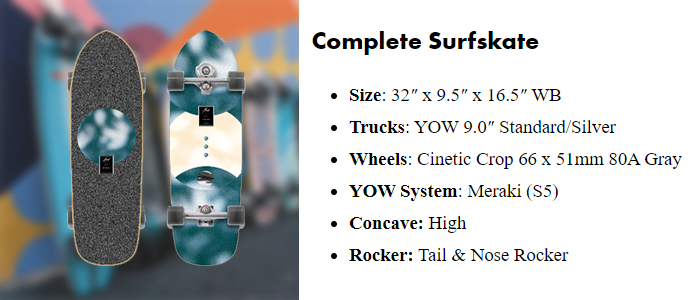 Complete Surfskate
Size: 32" x 9.5" x 16.5" WB
Trucks: YOW 9.0" Standard/Silver
Wheels: Cinetic Crop 66 x 51mm 80A Gray
YOW System: Meraki (S5)
Concave: High
Rocker: Tail & Nose Rocker